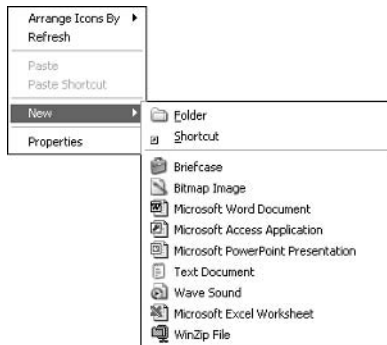 Arrange Icons By
Refresh
Paste
Paste Shortcut
New
Properties
Folder
Shortcut
Briefcase
Bitmap Image
Microsoft Word Document
Microsoft Access Application
Microsoft PowerPoint Presentation
Text Document
Wave Sound
Microsoft Excel Worksheet
WinZip File